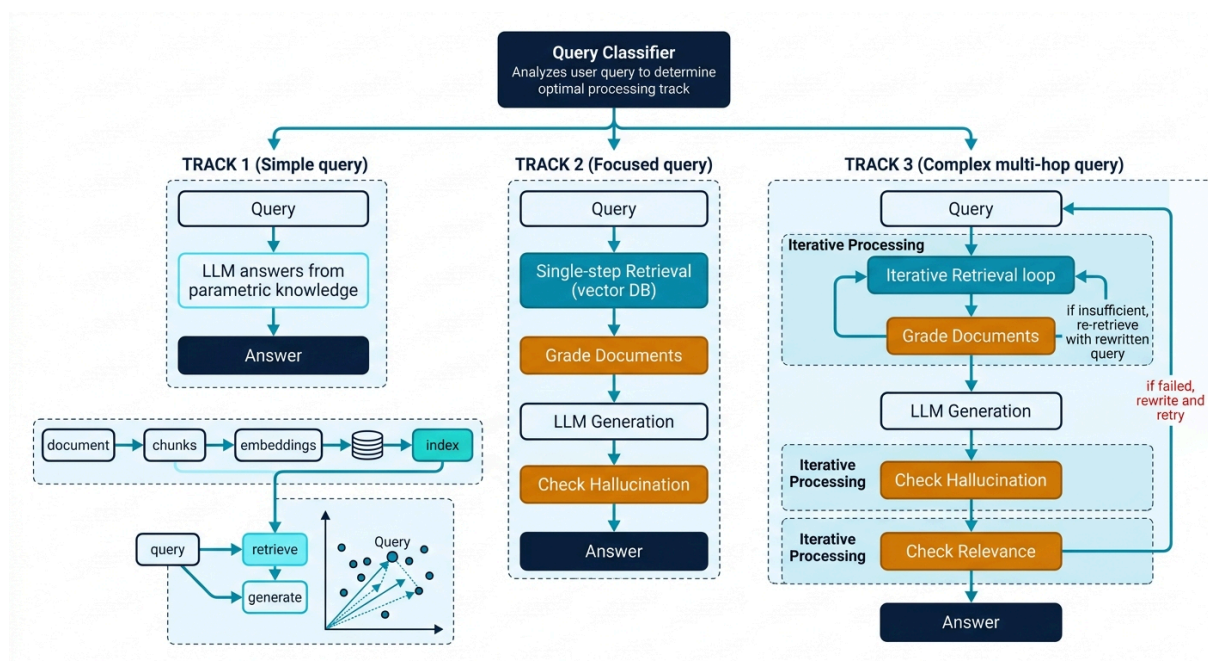 Query Classifier
Analyzes user query to determine
optimal processing track
TRACK 1 (Simple query)
Query
LLM answers from
parametric knowledge
Answer
TRACK 2 (Focused query)
Query
Single-step Retrieval
(vector DB)
Grade Documents
LLM Generation
Check Hallucination
Answer
TRACK 3 (Complex multi-hop query)
Query
Iterative Processing
Iterative Retrieval loop
Grade Documents
if insufficient,
re-retrieve
with rewritten
query
LLM Generation
if failed,
rewrite and
retry
Iterative
Processing
Check Hallucination
Iterative
Processing
Check Relevance
Answer
document
chunks
embeddings
index
query
retrieve
generate
Query